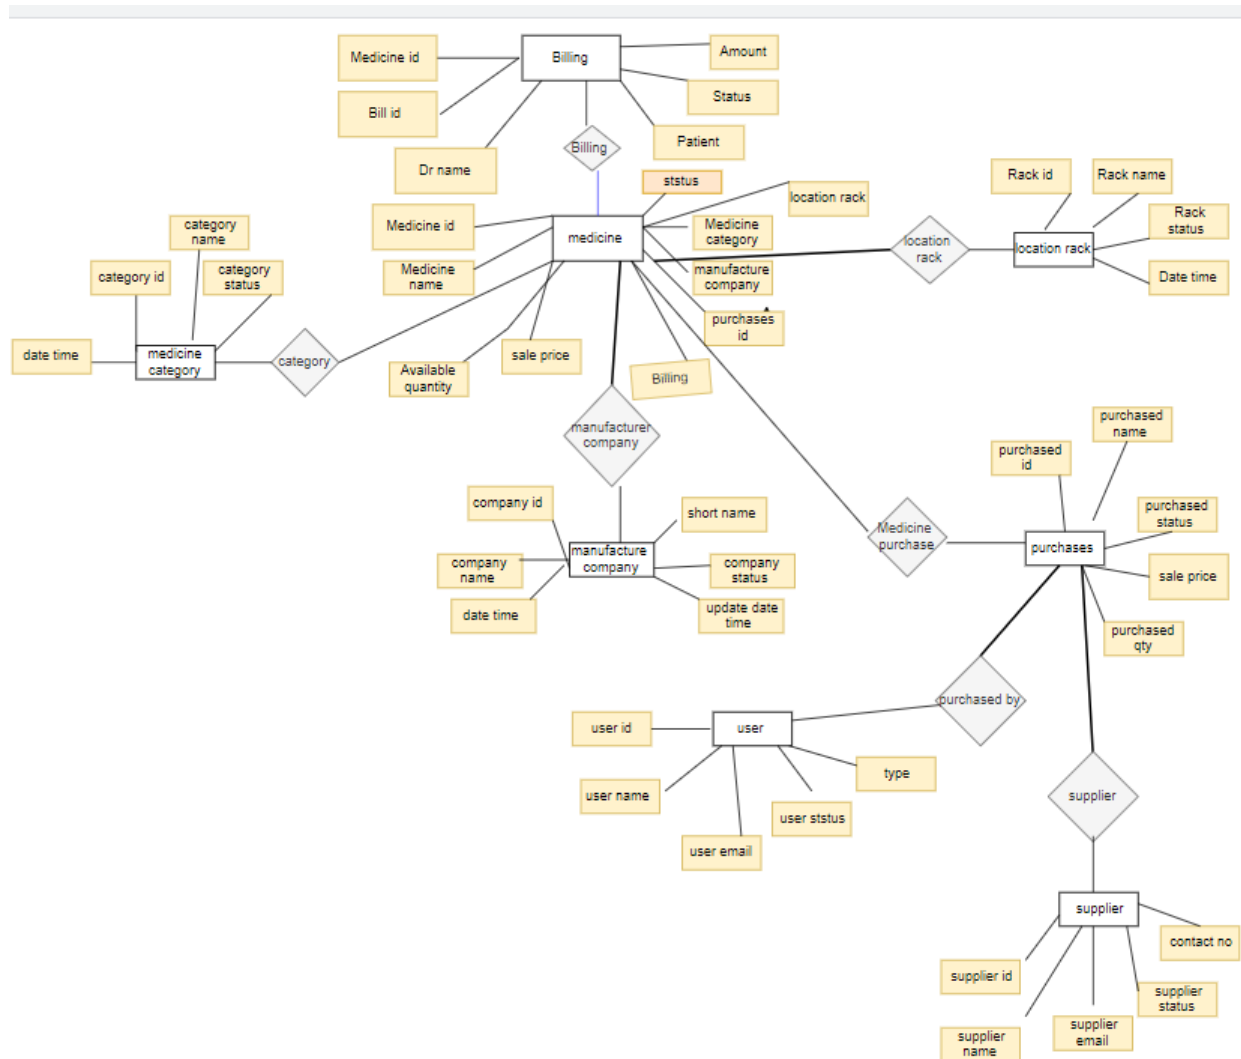 Medicine id
Billing
Amount
Bill id
Status
Dr name
Billing
Patient
ststus
location rack
Rack id
Rack name
Medicine id
medicine
Medicine
category
location
rack
location rack
Rack
status
category
name
category id
category
status
Medicine
name
manufacture
company
Date time
purchases
id
date time
medicine
category
category
Available
quantity
sale price
Billing
manufacturer
company
purchased
name
purchased
id
company id
short name
Medicine
purchase
purchases
purchased
status
company
name
manufacture
company
company
status
sale price
date time
update date
time
purchased
qty
user id
user
purchased by
type
user name
user ststus
user email
supplier
supplier
contact no
supplier id
supplier
name
supplier
email
supplier
status